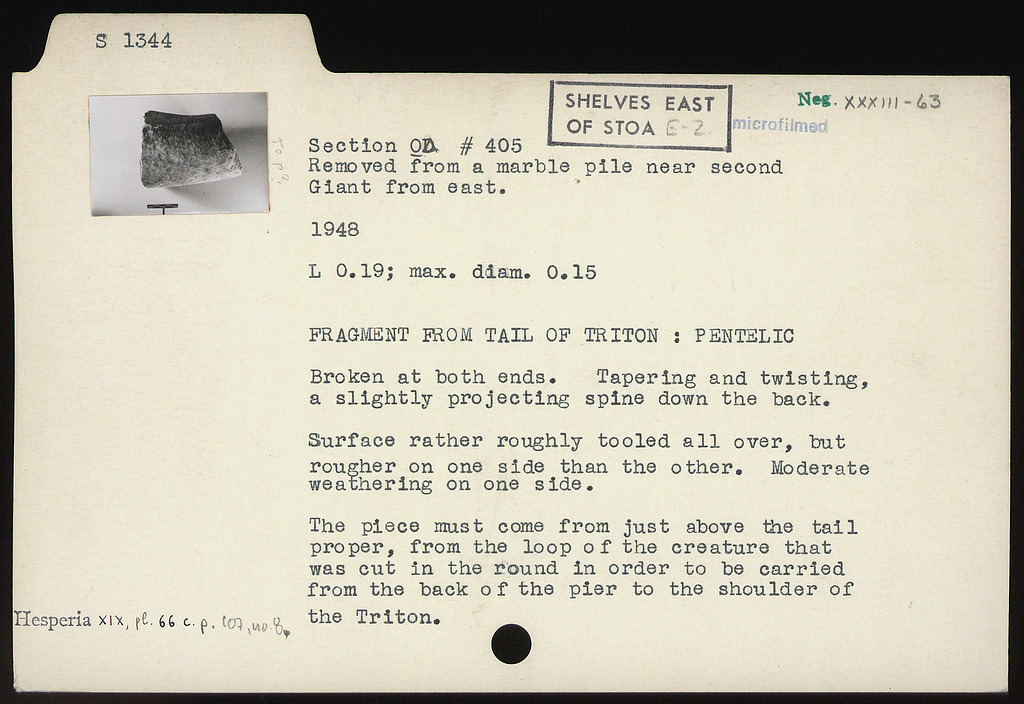 S 1344
SHELVES EAST
OF STOA E-2
Neg. XXXIII-63
microfilmed
top?
Section OΔ # 405
Removed from a marble pile near second
Giant from east.
1948
L 0.19; max. diam. 0.15
FRAGMENT FROM TAIL OF TRITON : PENTELIC
Broken at both ends. Tapering and twisting,
a slightly projecting spine down the back.
Surface rather roughly tooled all over, but
rougher on one side than the other. Moderate
weathering on one side.
The piece must come from just above the tail
proper, from the loop of the creature that
was cut in the round in order to be carried
from the back of the pier to the shoulder of
the Triton.
Hesperia XIX, pl. 66 c. p. 107, no. 8.